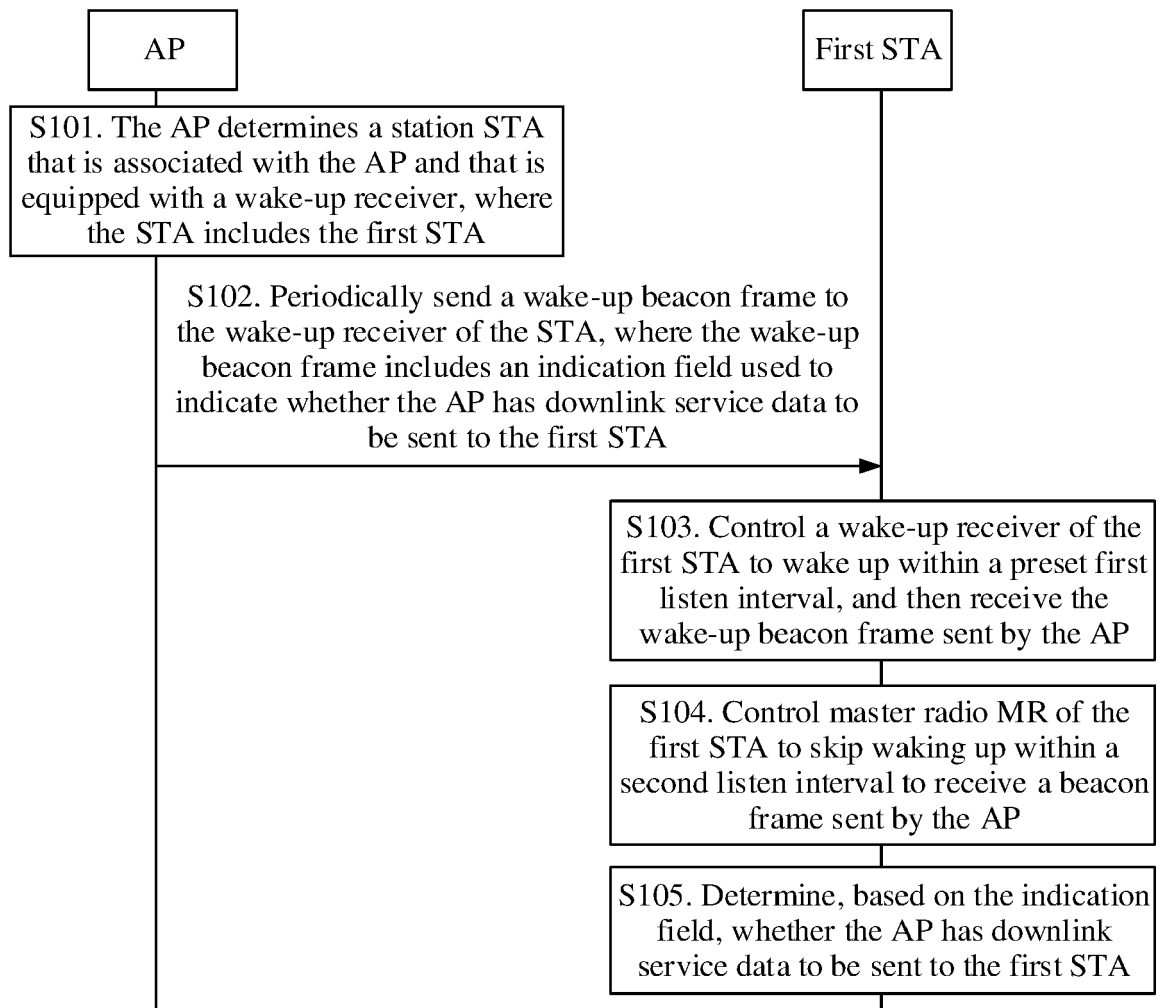 AP
First STA
S101. The AP determines a station STA
that is associated with the AP and that is
equipped with a wake-up receiver, where
the STA includes the first STA
S102. Periodically send a wake-up beacon frame to
the wake-up receiver of the STA, where the wake-up
beacon frame includes an indication field used to
indicate whether the AP has downlink service data to
be sent to the first STA
S103. Control a wake-up receiver of the
first STA to wake up within a preset first
listen interval, and then receive the
wake-up beacon frame sent by the AP
S104. Control master radio MR of the
first STA to skip waking up within a
second listen interval to receive a beacon
frame sent by the AP
S105. Determine, based on the indication
field, whether the AP has downlink
service data to be sent to the first STA